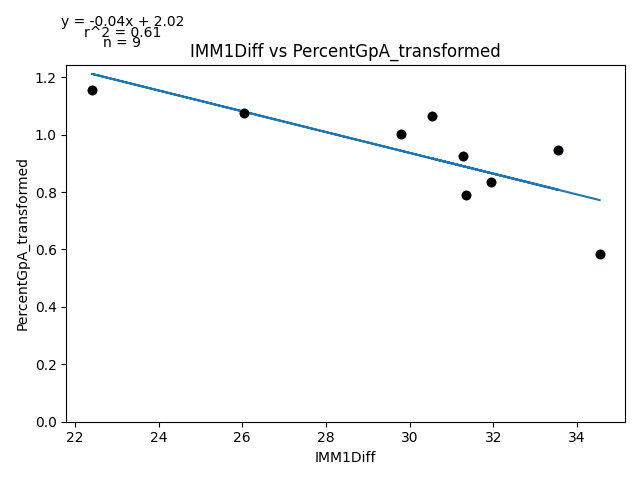 y = -0.04x + 2.02
r^2 = 0.61
n = 9
IMM1Diff vs PercentGpA_transformed
PercentGpA_transformed
1.2
1.0
0.8
0.6
0.4
0.2
0.0
22 24 26 28 30 32 34
IMM1Diff